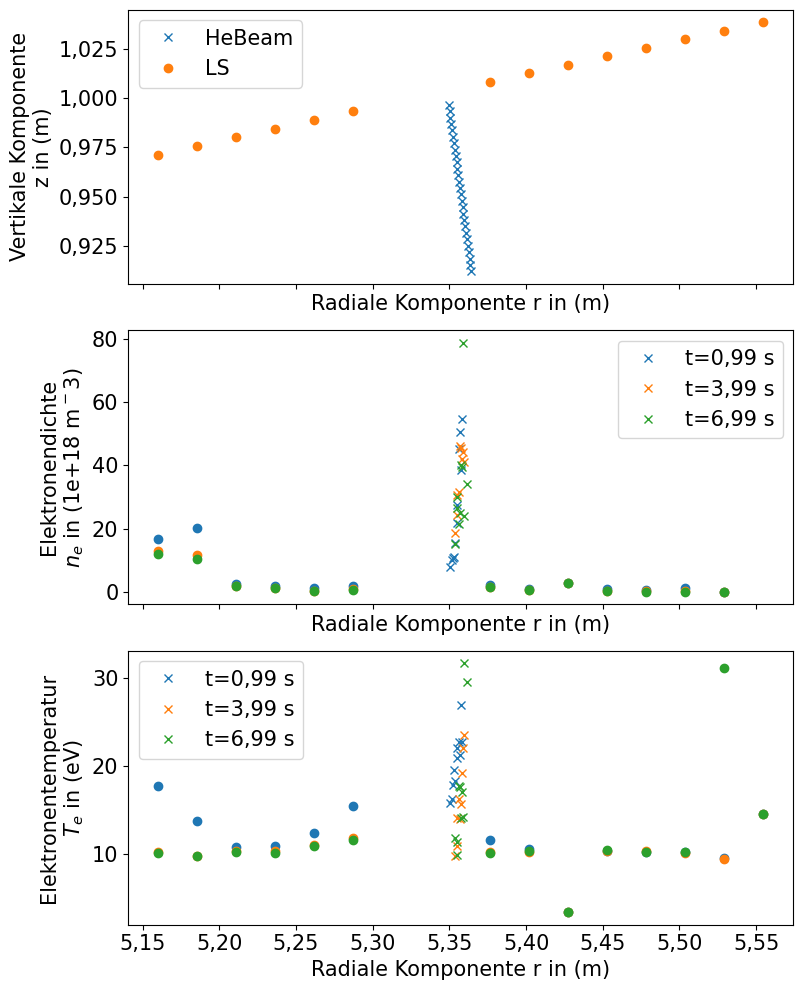 HeBeam
LS
1,025
1,000
0,975
0,950
0,925
Vertikale Komponente
z in (m)
Radiale Komponente r in (m)
80
60
40
20
0
Elektronendichte
n_e in (1e+18 m^−3)
t=0,99 s
t=3,99 s
t=6,99 s
Radiale Komponente r in (m)
30
20
10
Elektronentemperatur
T_e in (eV)
t=0,99 s
t=3,99 s
t=6,99 s
5,15 5,20 5,25 5,30 5,35 5,40 5,45 5,50 5,55
Radiale Komponente r in (m)